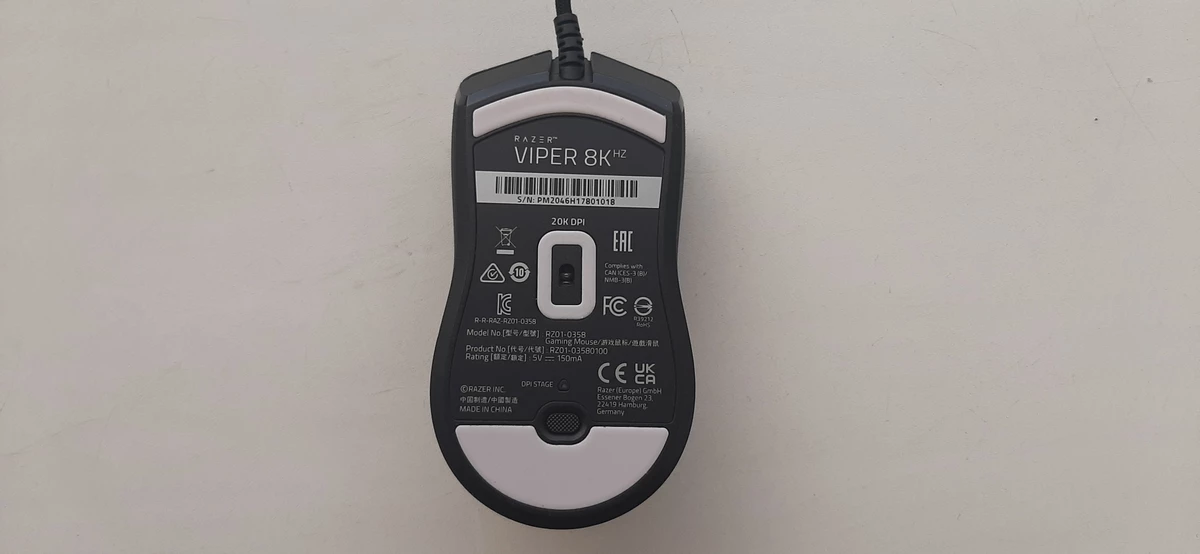 RAZER™
VIPER 8K HZ
S/N: PM2046H17801018
20K DPI
EAC
Complies with
CAN ICES-3 (B)/
NMB-3(B)
10
R-R-RAZ-RZ01-0358
FC
R39212
RoHS
Model No [型号/型號] : RZ01-0358
Gaming Mouse/游戏鼠标/遊戲滑鼠
Product No [代号/代號] : RZ01-03580100
Rating [额定/額定] : 5V ⎓ 150mA
CE UK CA
DPI STAGE
©RAZER INC.
中国制造/中國製造
MADE IN CHINA
Razer (Europe) GmbH
Essener Bogen 23,
22419 Hamburg,
Germany